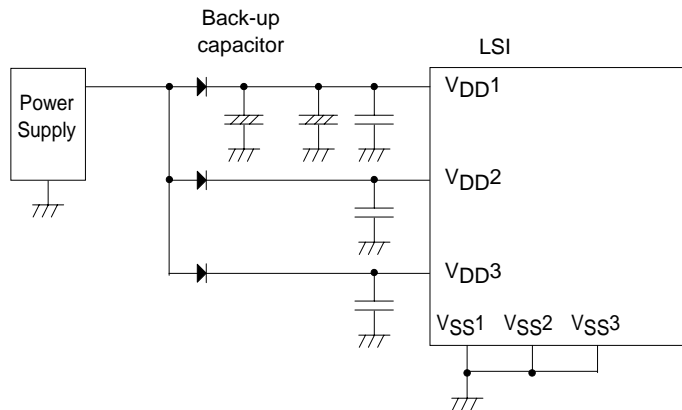 Back-up
capacitor
LSI
Power
Supply
VDD1
VDD2
VDD3
VSS1 VSS2 VSS3